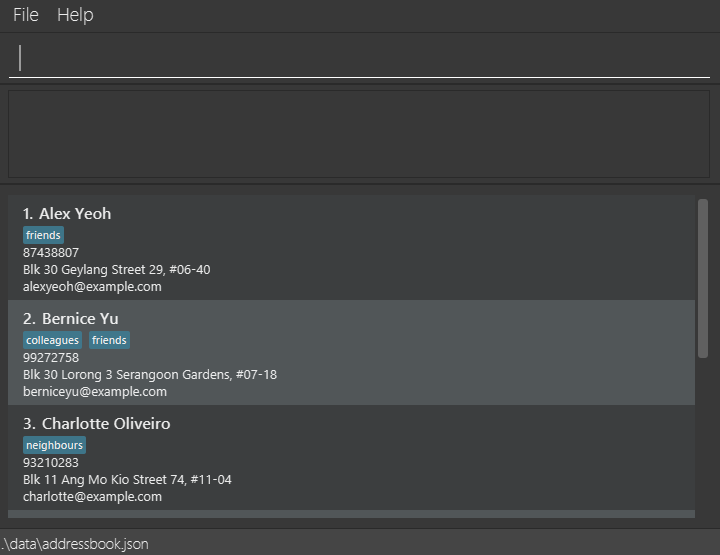 File Help
1. Alex Yeoh
friends
87438807
Blk 30 Geylang Street 29, #06-40
alexyeoh@example.com
2. Bernice Yu
colleagues friends
99272758
Blk 30 Lorong 3 Serangoon Gardens, #07-18
berniceyu@example.com
3. Charlotte Oliveiro
neighbours
93210283
Blk 11 Ang Mo Kio Street 74, #11-04
charlotte@example.com
.\data\addressbook.json